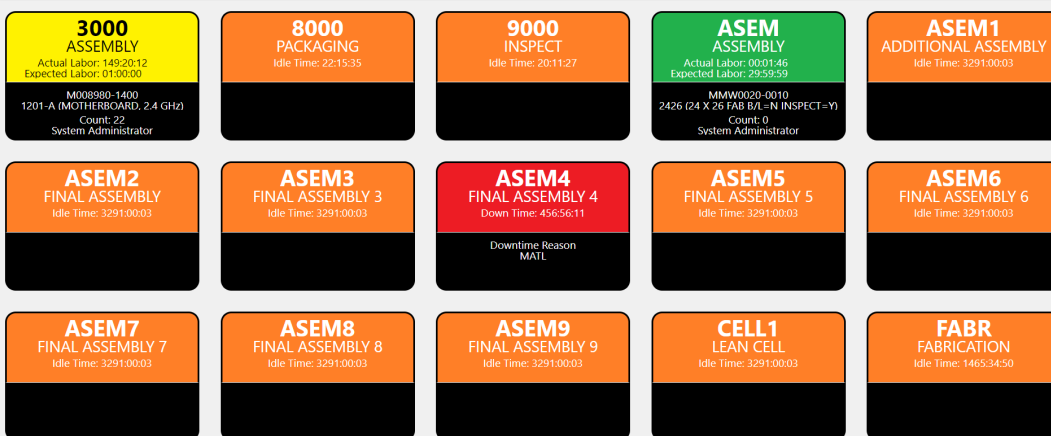 3000
ASSEMBLY
Actual Labor: 149:20:12
Expected Labor: 01:00:00
M008980-1400
1201-A (MOTHERBOARD, 2.4 GHz)
Count: 22
System Administrator
8000
PACKAGING
Idle Time: 22:15:35
9000
INSPECT
Idle Time: 20:11:27
ASEM
ASSEMBLY
Actual Labor: 00:01:46
Expected Labor: 29:59:59
MMW0020-0010
2426 (24 X 26 FAB B/L=N INSPECT=Y)
Count: 0
System Administrator
ASEM1
ADDITIONAL ASSEMBLY
Idle Time: 3291:00:03
ASEM2
FINAL ASSEMBLY
Idle Time: 3291:00:03
ASEM3
FINAL ASSEMBLY 3
Idle Time: 3291:00:03
ASEM4
FINAL ASSEMBLY 4
Down Time: 456:56:11
Downtime Reason
MATL
ASEM5
FINAL ASSEMBLY 5
Idle Time: 3291:00:03
ASEM6
FINAL ASSEMBLY 6
Idle Time: 3291:00:03
ASEM7
FINAL ASSEMBLY 7
Idle Time: 3291:00:03
ASEM8
FINAL ASSEMBLY 8
Idle Time: 3291:00:03
ASEM9
FINAL ASSEMBLY 9
Idle Time: 3291:00:03
CELL1
LEAN CELL
Idle Time: 3291:00:03
FABR
FABRICATION
Idle Time: 1465:34:50